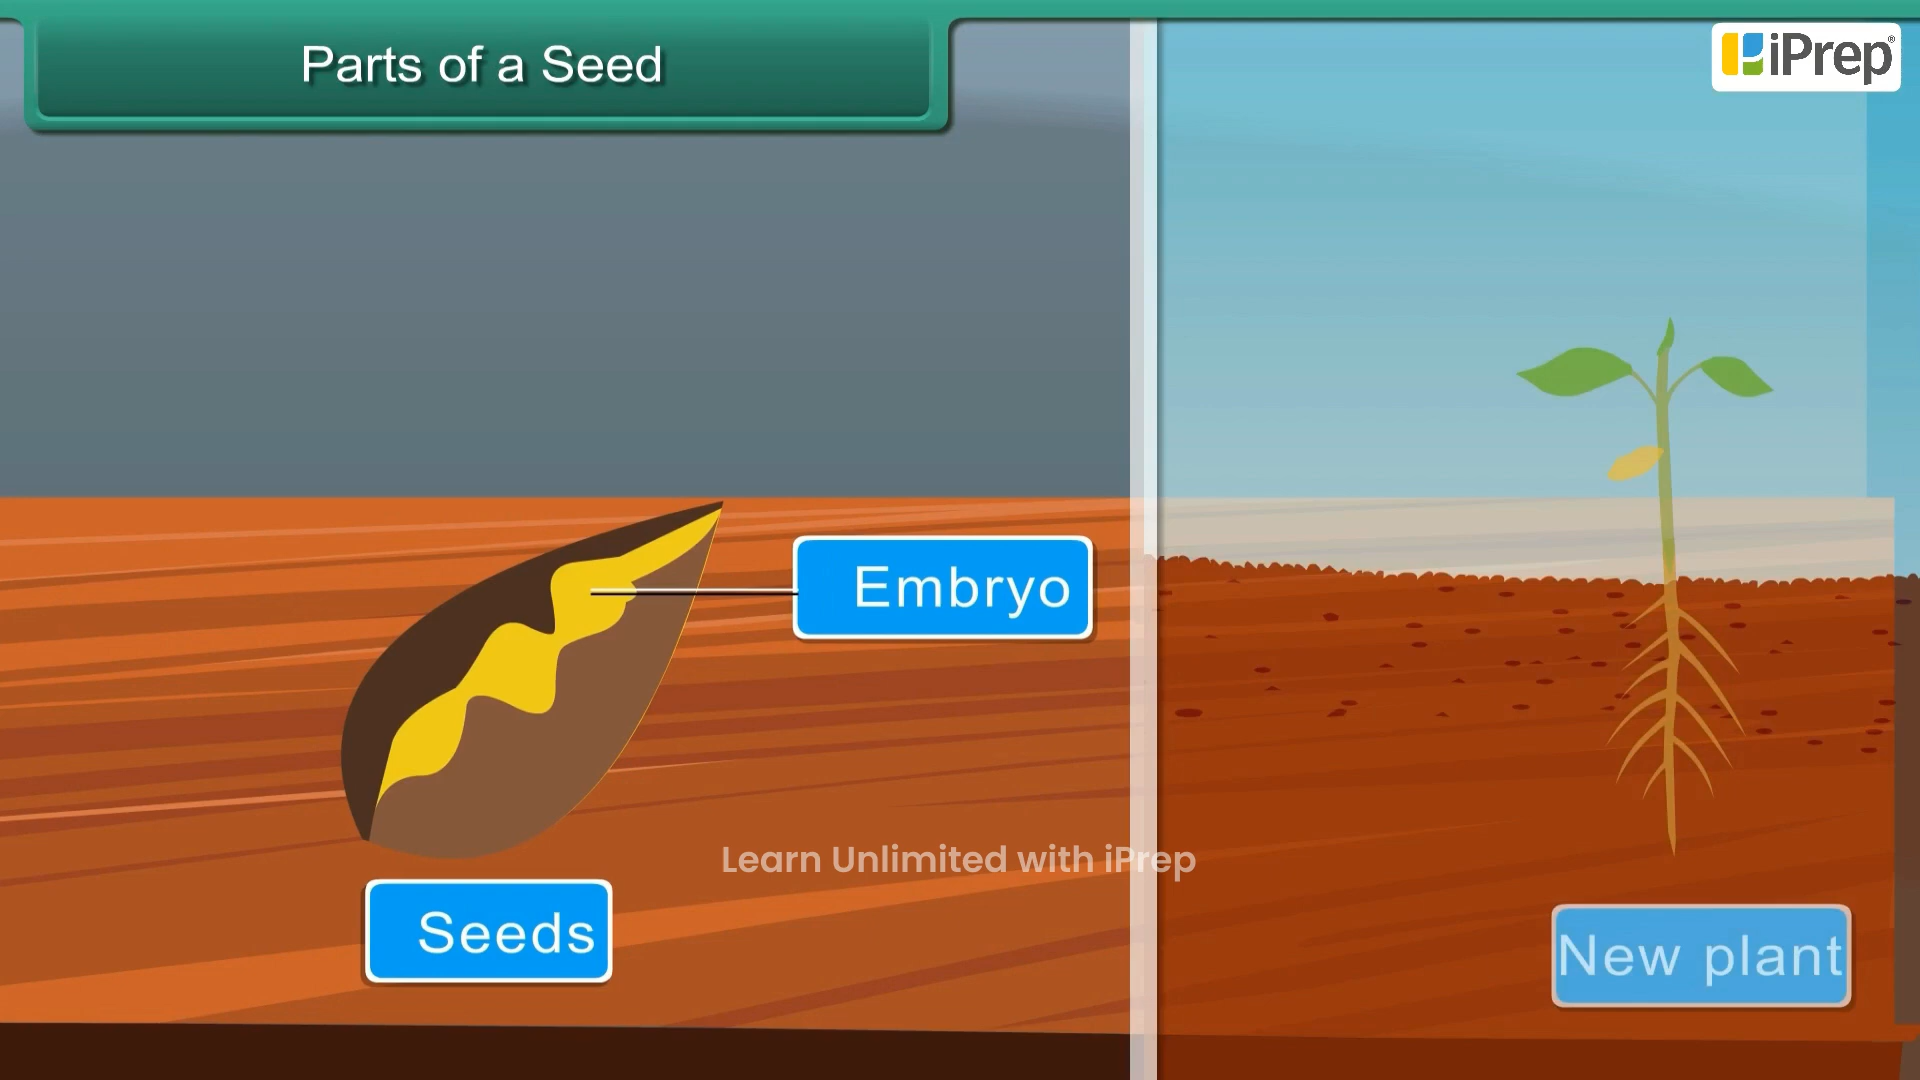 Parts of a Seed
iPrep®
Embryo
Learn Unlimited with iPrep
Seeds
New plant